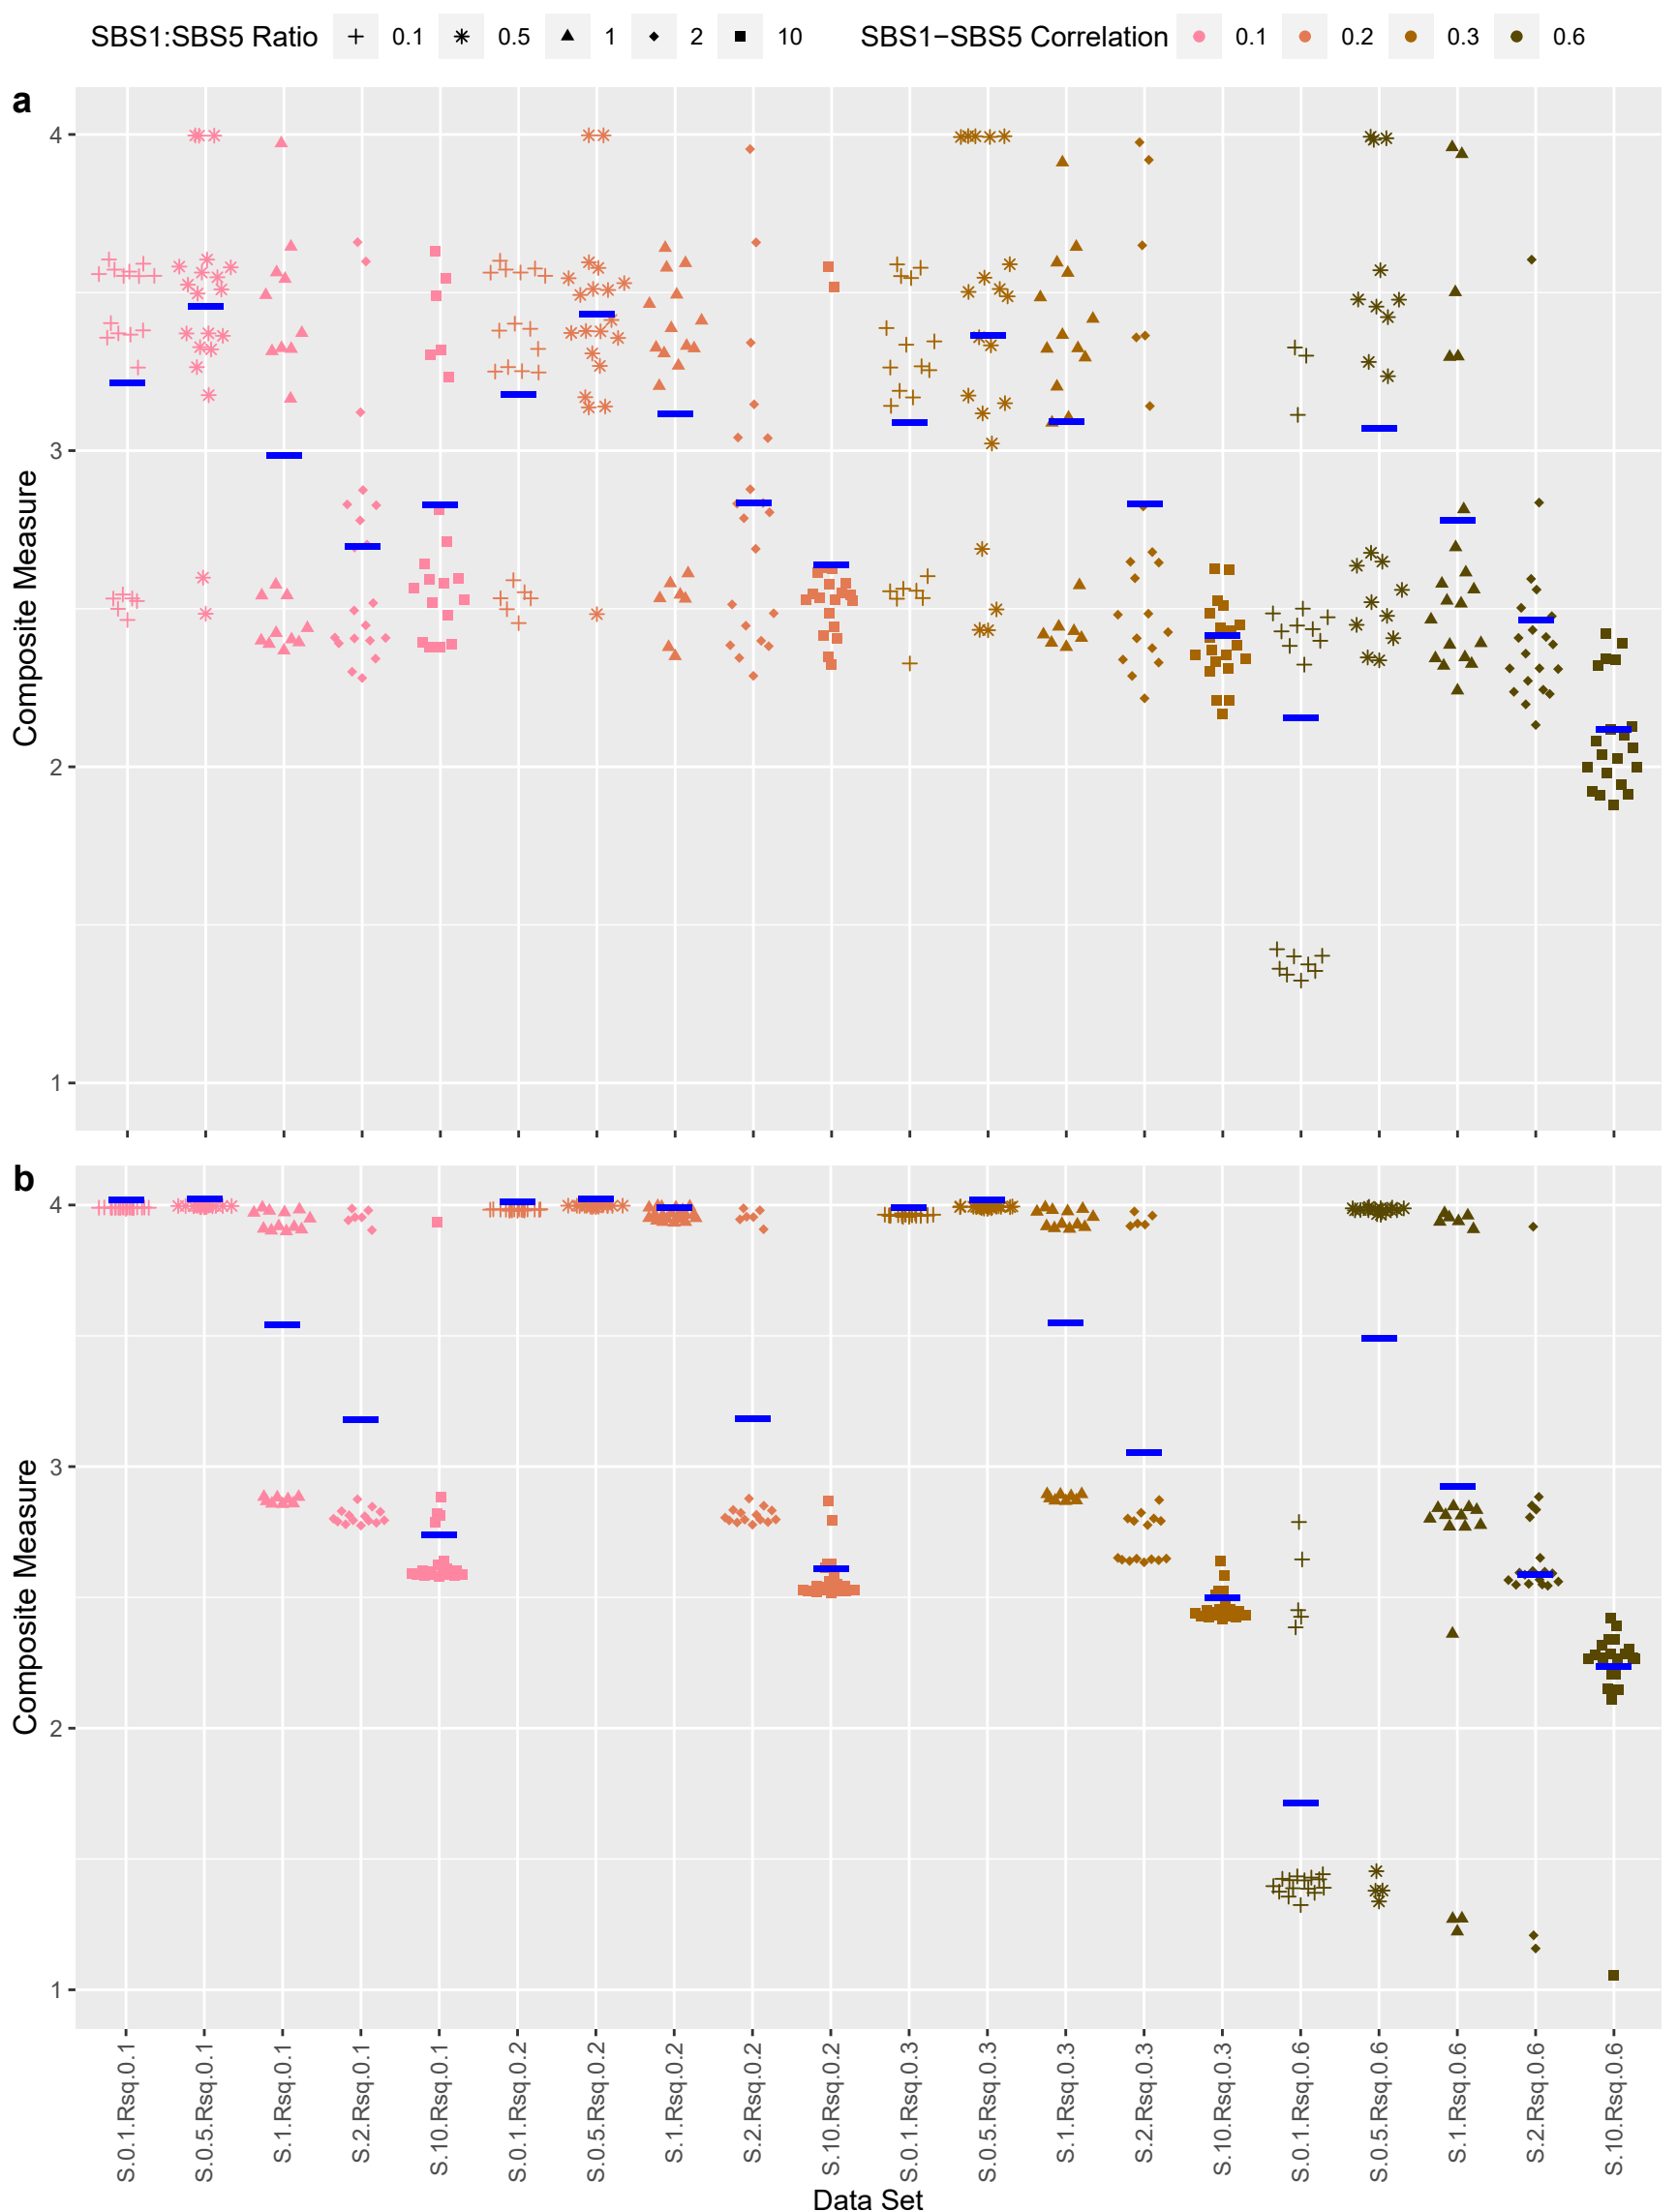 SBS1:SBS5 Ratio 0.1 0.5 1 2 10 SBS1−SBS5 Correlation 0.1 0.2 0.3 0.6
a
4
3
2
1
Composite Measure
b
4
3
2
1
Composite Measure
S.0.1.Rsq.0.1
S.0.5.Rsq.0.1
S.1.Rsq.0.1
S.2.Rsq.0.1
S.10.Rsq.0.1
S.0.1.Rsq.0.2
S.0.5.Rsq.0.2
S.1.Rsq.0.2
S.2.Rsq.0.2
S.10.Rsq.0.2
S.0.1.Rsq.0.3
S.0.5.Rsq.0.3
S.1.Rsq.0.3
S.2.Rsq.0.3
S.10.Rsq.0.3
S.0.1.Rsq.0.6
S.0.5.Rsq.0.6
S.1.Rsq.0.6
S.2.Rsq.0.6
S.10.Rsq.0.6
Data Set